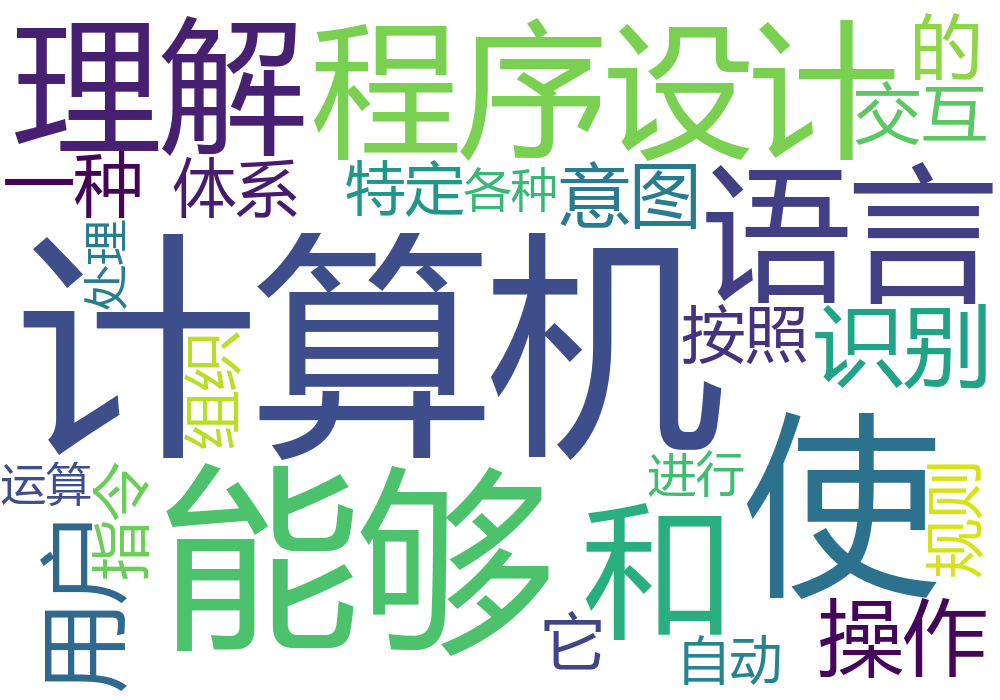 理解
程序设计
的
交互
一种
体系
特定
各种
意图
语言
处理
计算机
按照
识别
组织
运算
指令
能够
和
进行
使
规则
用户
它
自动
操作